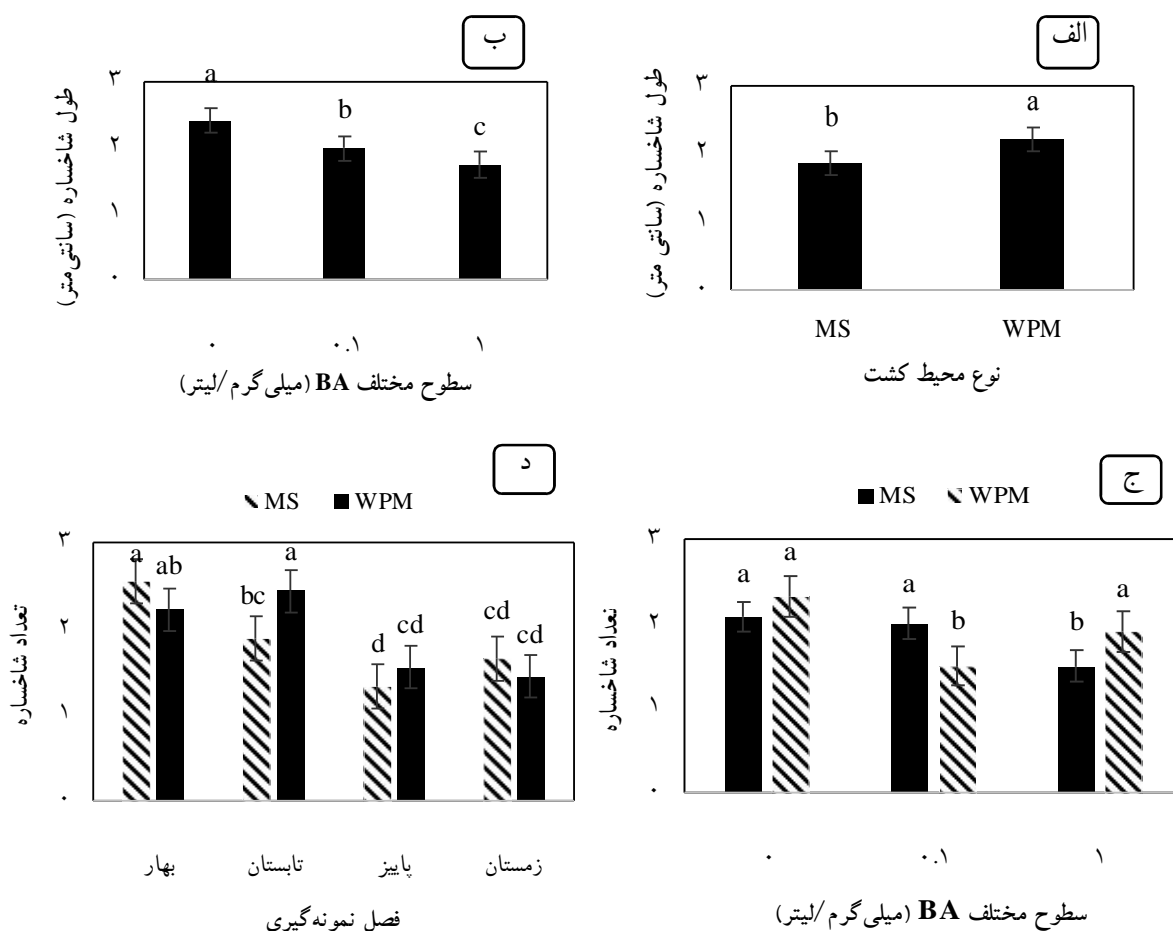 الف
طول شاخساره (سانتی متر)
۳
۲
۱
۰
b
a
MS
WPM
نوع محیط کشت
ب
طول شاخساره (سانتی‌متر)
۳
۲
۱
۰
a
b
c
۰
۰.۱
۱
سطوح مختلف BA (میلی‌گرم/لیتر)
ج
MS WPM
تعداد شاخساره
۳
۲
۱
۰
a a a b b a
۰
۰.۱
۱
سطوح مختلف BA (میلی‌گرم/لیتر)
د
MS WPM
تعداد شاخساره
۳
۲
۱
۰
a ab bc a d cd cd cd
بهار
تابستان
پاییز
زمستان
فصل نمونه‌گیری